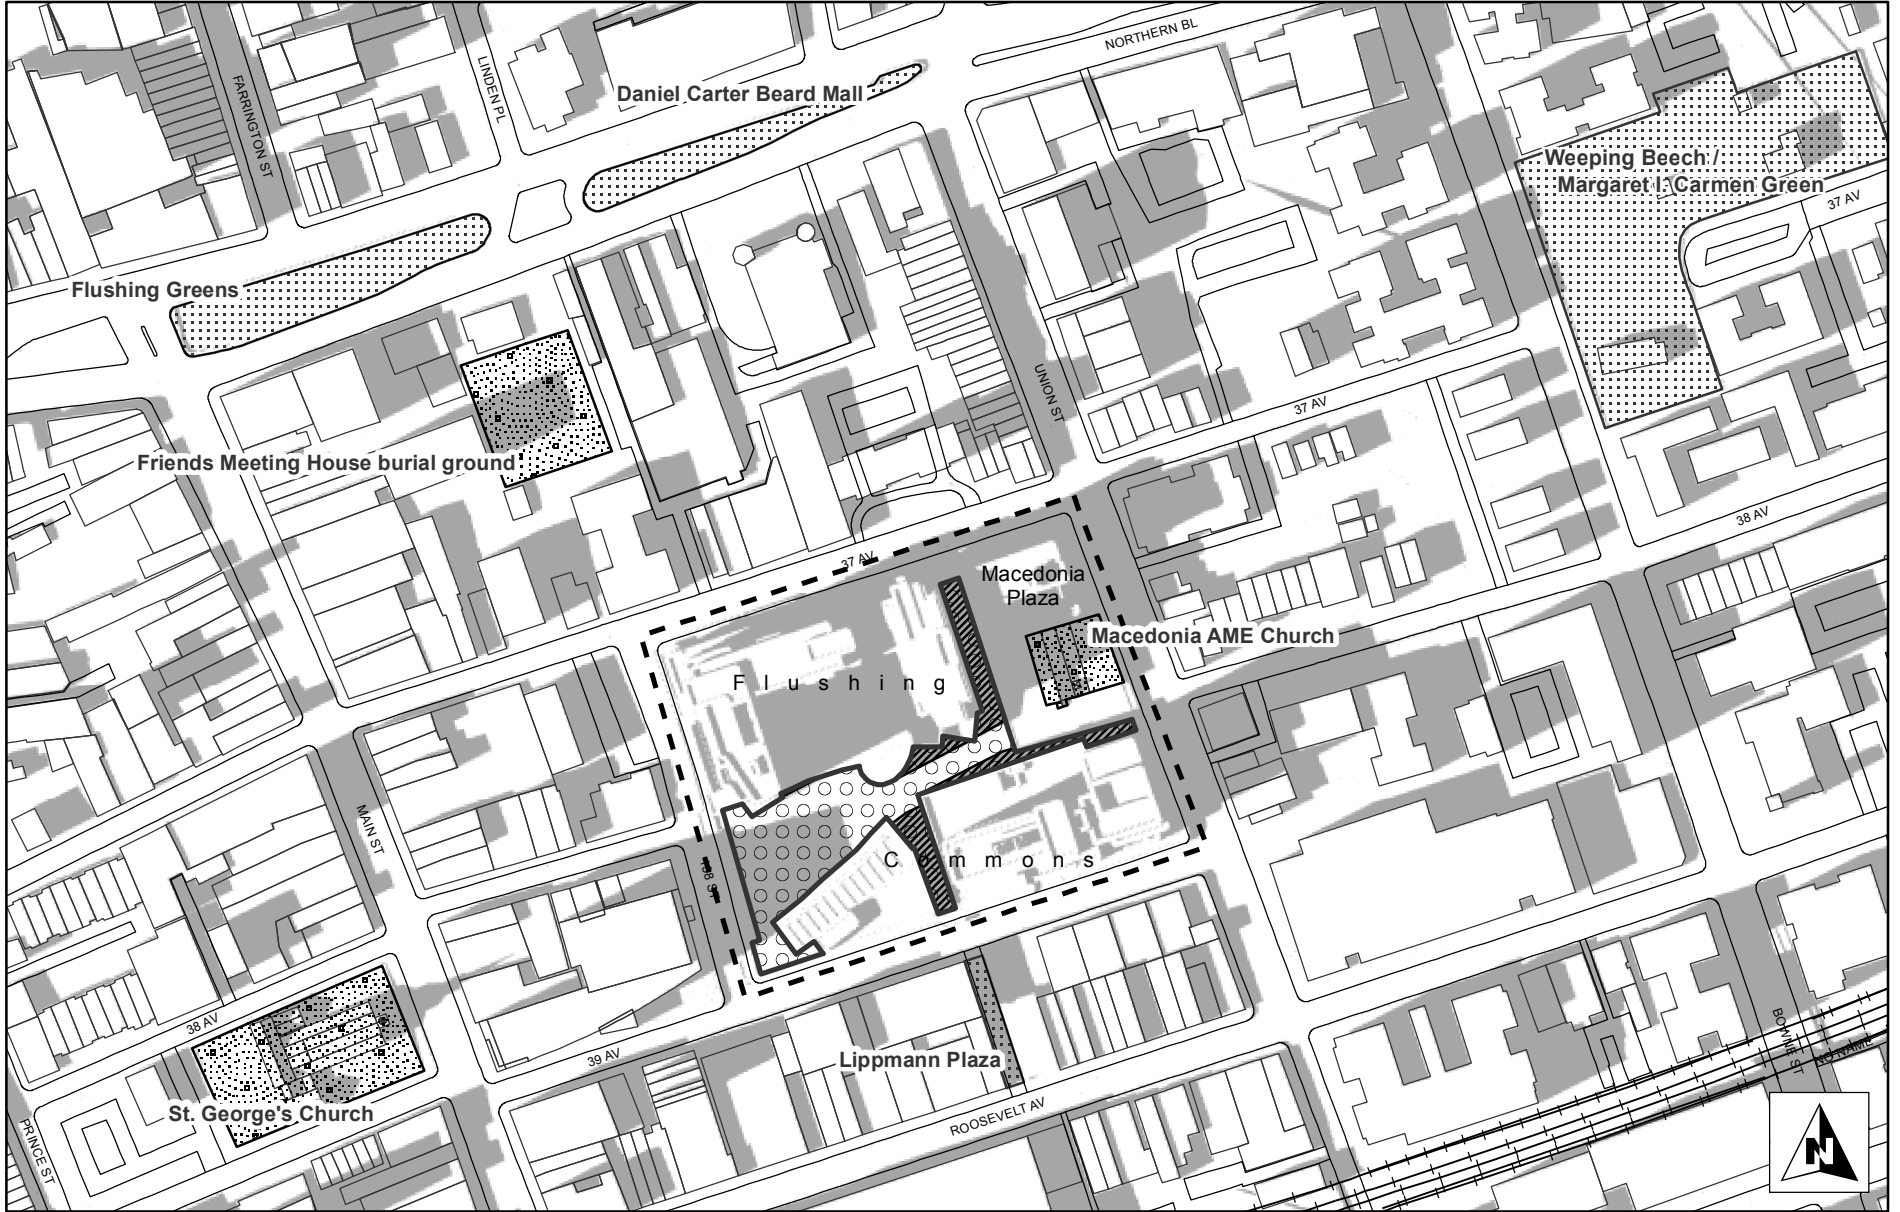 NORTHERN BL
LINDEN PL
FARRINGTON ST
Daniel Carter Beard Mall
Weeping Beech /
Margaret I. Carmen Green
37 AV
Flushing Greens
UNION ST
37 AV
Friends Meeting House burial ground
38 AV
37 AV
Macedonia
Plaza
Macedonia AME Church
Flushing
MAIN ST
138 ST
Commons
38 AV
39 AV
Lippmann Plaza
BOWNE ST
NO NAME
St. George's Church
ROOSEVELT AV
PRINCE ST
N